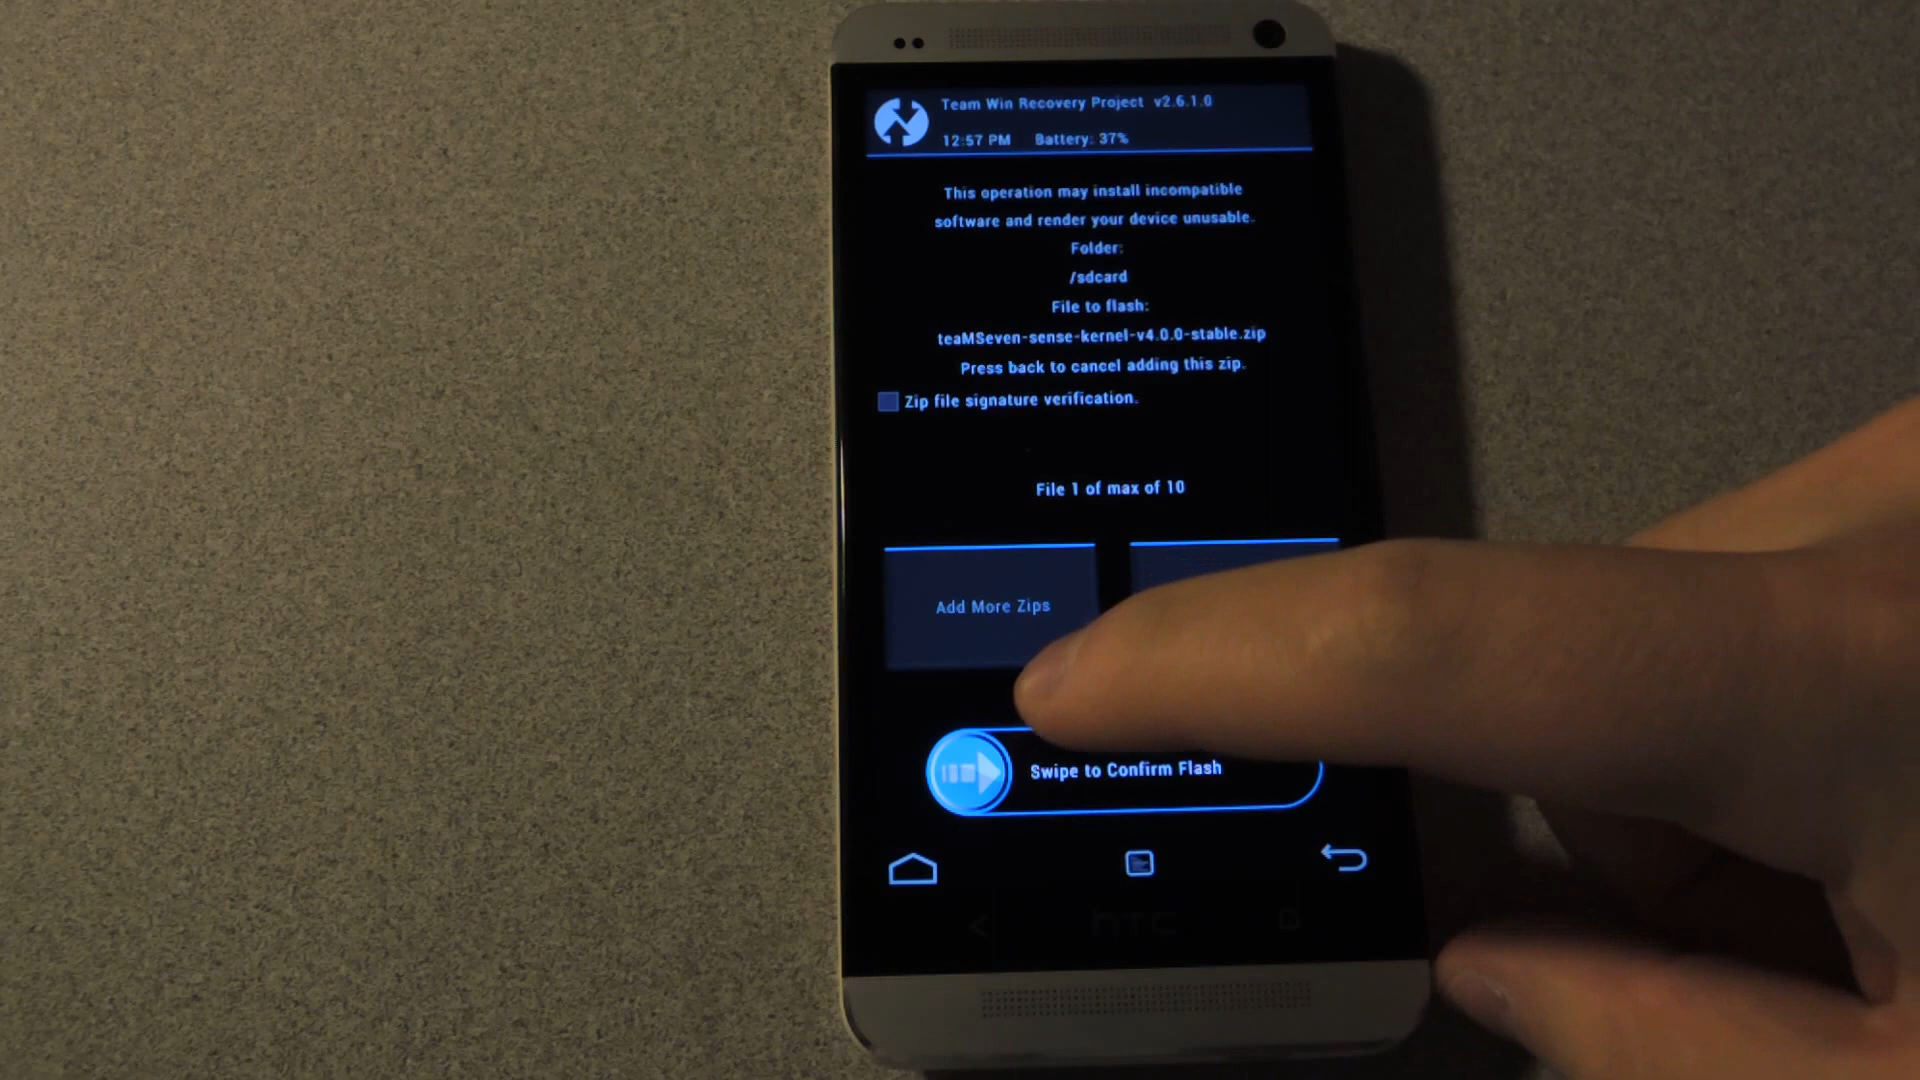 Team Win Recovery Project v2.6.1.0
12:57 PM Battery: 37%
This operation may install incompatible
software and render your device unusable.
Folder:
/sdcard
File to flash:
teaMSeven-sense-kernel-v4.0.0-stable.zip
Press back to cancel adding this zip.
Zip file signature verification.
File 1 of max of 10
Add More Zips
Swipe to Confirm Flash
hTC